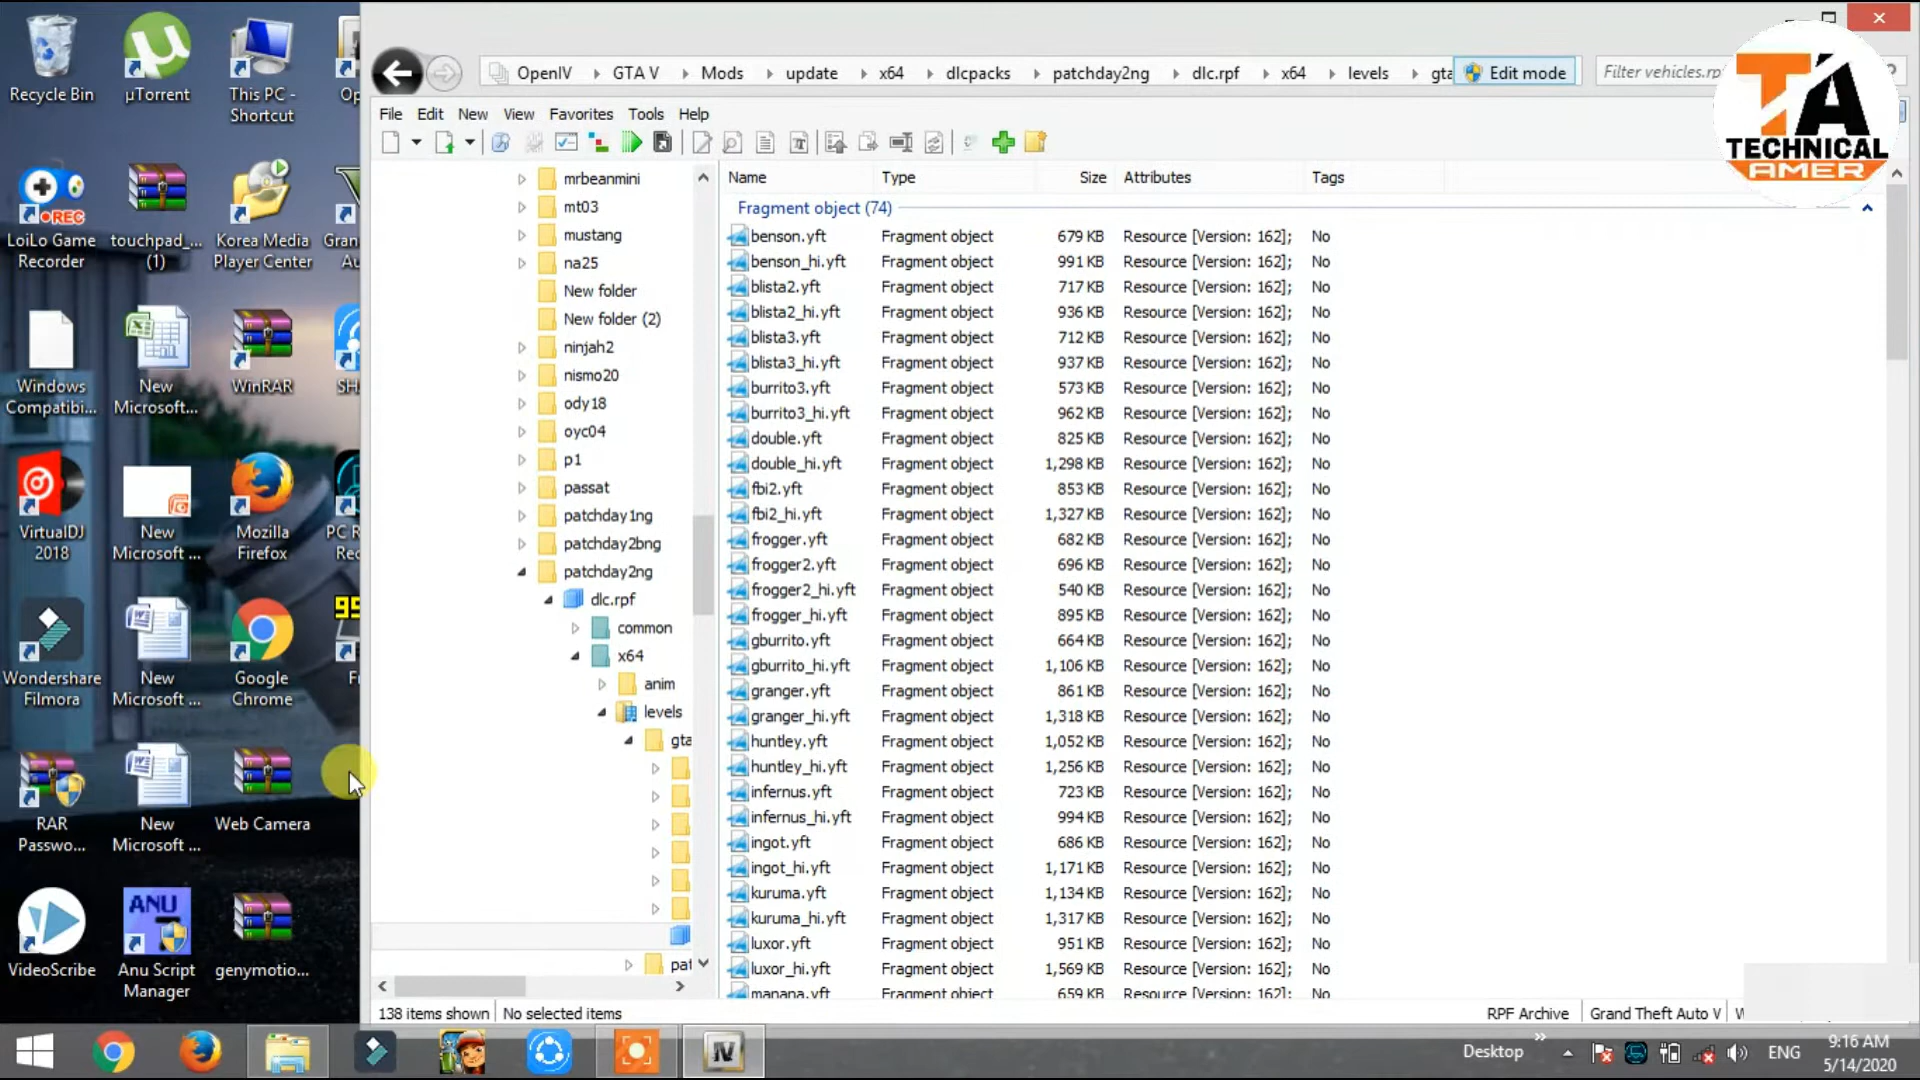 Recycle Bin
µTorrent
This PC -
Shortcut
Op
LoiLo Game
Recorder
REC
touchpad_...
(1)
Korea Media
Player Center
Gran
Au
Windows
Compatibi...
New
Microsoft...
WinRAR
SH
VirtualDJ
2018
New
Microsoft ...
Mozilla
Firefox
PC R
Rec
Wondershare
Filmora
New
Microsoft ...
Google
Chrome
99
Fr
RAR
Passwo...
New
Microsoft ...
Web Camera
VideoScribe
ANU
Anu Script
Manager
genymotio...
OpenIV
GTA V
Mods
update
x64
dlcpacks
patchday2ng
dlc.rpf
x64
levels
gta
Edit mode
Filter vehicles.rp
TA
TECHNICAL
AMER
File Edit New View Favorites Tools Help
mrbeanmini
mt03
mustang
na25
New folder
New folder (2)
ninjah2
nismo20
ody18
oyc04
p1
passat
patchday1ng
patchday2bng
patchday2ng
dlc.rpf
common
x64
anim
levels
gta
pat
Name Type Size Attributes Tags
Fragment object (74)
benson.yft Fragment object 679 KB Resource [Version: 162]; No
benson_hi.yft Fragment object 991 KB Resource [Version: 162]; No
blista2.yft Fragment object 717 KB Resource [Version: 162]; No
blista2_hi.yft Fragment object 936 KB Resource [Version: 162]; No
blista3.yft Fragment object 712 KB Resource [Version: 162]; No
blista3_hi.yft Fragment object 937 KB Resource [Version: 162]; No
burrito3.yft Fragment object 573 KB Resource [Version: 162]; No
burrito3_hi.yft Fragment object 962 KB Resource [Version: 162]; No
double.yft Fragment object 825 KB Resource [Version: 162]; No
double_hi.yft Fragment object 1,298 KB Resource [Version: 162]; No
fbi2.yft Fragment object 853 KB Resource [Version: 162]; No
fbi2_hi.yft Fragment object 1,327 KB Resource [Version: 162]; No
frogger.yft Fragment object 682 KB Resource [Version: 162]; No
frogger2.yft Fragment object 696 KB Resource [Version: 162]; No
frogger2_hi.yft Fragment object 540 KB Resource [Version: 162]; No
frogger_hi.yft Fragment object 895 KB Resource [Version: 162]; No
gburrito.yft Fragment object 664 KB Resource [Version: 162]; No
gburrito_hi.yft Fragment object 1,106 KB Resource [Version: 162]; No
granger.yft Fragment object 861 KB Resource [Version: 162]; No
granger_hi.yft Fragment object 1,318 KB Resource [Version: 162]; No
huntley.yft Fragment object 1,052 KB Resource [Version: 162]; No
huntley_hi.yft Fragment object 1,256 KB Resource [Version: 162]; No
infernus.yft Fragment object 723 KB Resource [Version: 162]; No
infernus_hi.yft Fragment object 994 KB Resource [Version: 162]; No
ingot.yft Fragment object 686 KB Resource [Version: 162]; No
ingot_hi.yft Fragment object 1,171 KB Resource [Version: 162]; No
kuruma.yft Fragment object 1,134 KB Resource [Version: 162]; No
kuruma_hi.yft Fragment object 1,317 KB Resource [Version: 162]; No
luxor.yft Fragment object 951 KB Resource [Version: 162]; No
luxor_hi.yft Fragment object 1,569 KB Resource [Version: 162]; No
manana.yft Fragment object 659 KB Resource [Version: 162]; No
138 items shown No selected items
RPF Archive Grand Theft Auto V W
Desktop
ENG
9:16 AM
5/14/2020